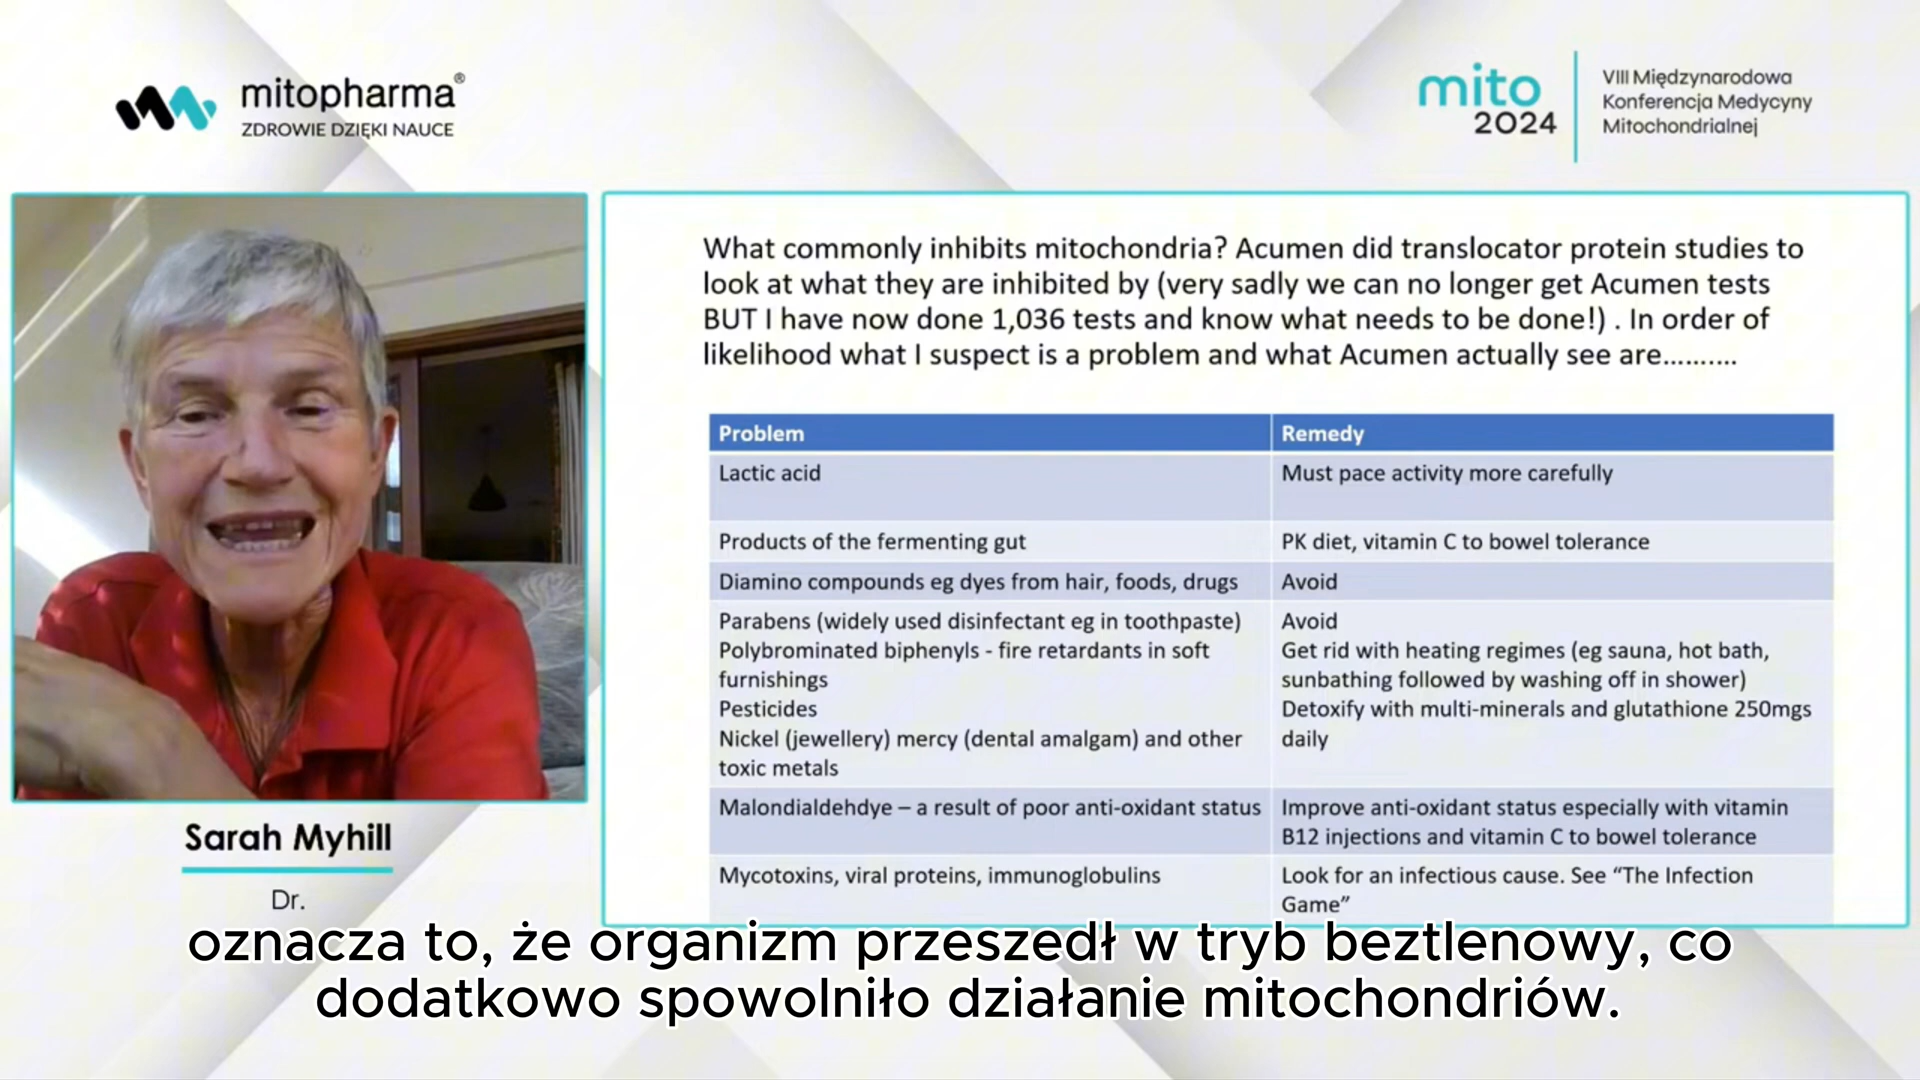 mitopharma®
ZDROWIE DZIĘKI NAUCE
mito
2024
VIII Międzynarodowa
Konferencja Medycyny
Mitochondrialnej
What commonly inhibits mitochondria? Acumen did translocator protein studies to
look at what they are inhibited by (very sadly we can no longer get Acumen tests
BUT I have now done 1,036 tests and know what needs to be done!) . In order of
likelihood what I suspect is a problem and what Acumen actually see are..........
Problem
Remedy
Lactic acid
Must pace activity more carefully
Products of the fermenting gut
PK diet, vitamin C to bowel tolerance
Diamino compounds eg dyes from hair, foods, drugs
Avoid
Parabens (widely used disinfectant eg in toothpaste)
Polybrominated biphenyls - fire retardants in soft
furnishings
Pesticides
Nickel (jewellery) mercy (dental amalgam) and other
toxic metals
Avoid
Get rid with heating regimes (eg sauna, hot bath,
sunbathing followed by washing off in shower)
Detoxify with multi-minerals and glutathione 250mgs
daily
Malondialdehdye – a result of poor anti-oxidant status
Improve anti-oxidant status especially with vitamin
B12 injections and vitamin C to bowel tolerance
Mycotoxins, viral proteins, immunoglobulins
Look for an infectious cause. See “The Infection
Game”
Sarah Myhill
Dr.
oznacza to, że organizm przeszedł w tryb beztlenowy, co
dodatkowo spowolniło działanie mitochondriów.